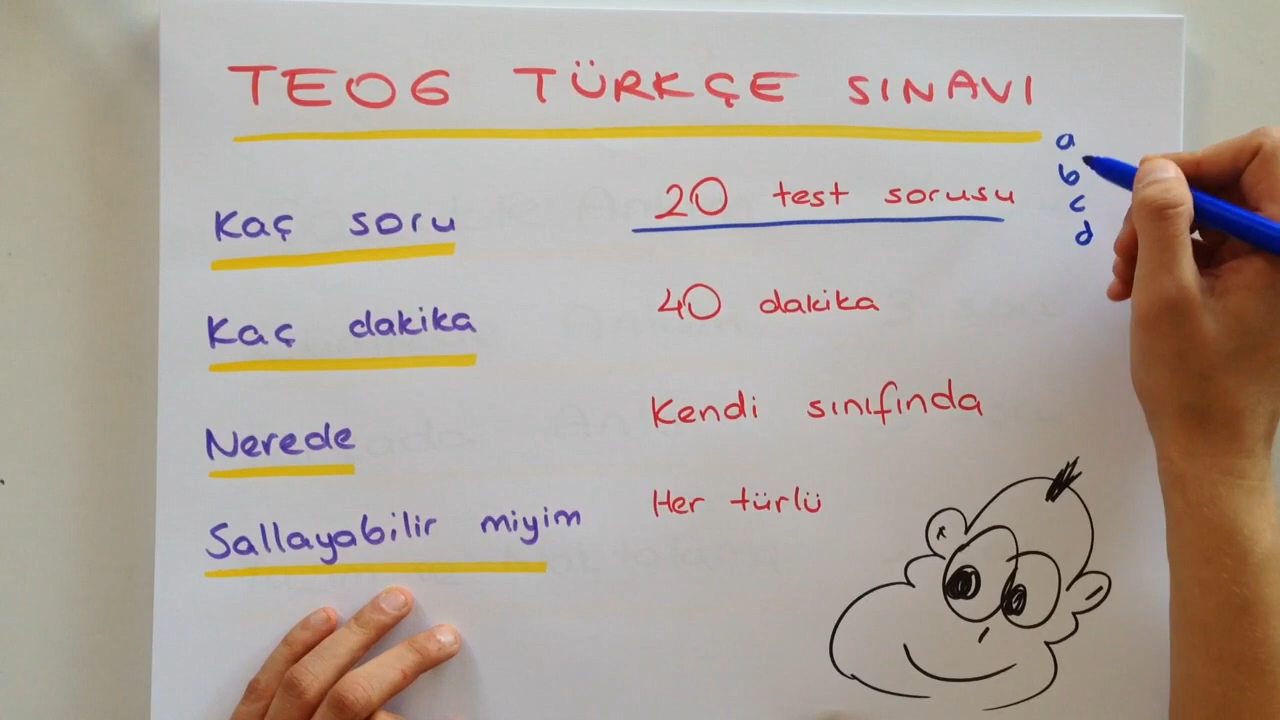 TEOG TÜRKÇE SINAVI
Kaç soru
20 test sorusu
a
b
c
d
Kaç dakika
40 dakika
Nerede
Kendi sınıfında
Sallayabilir miyim
Her türlü